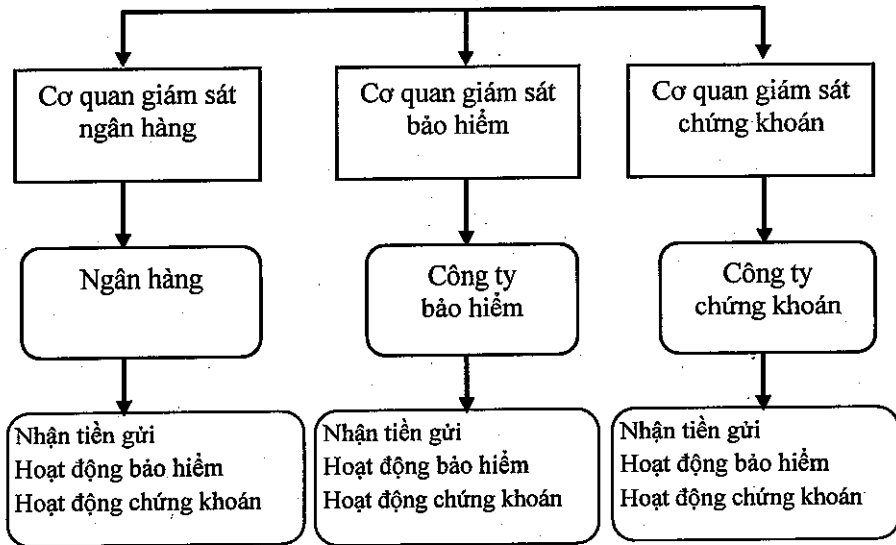 Cơ quan giám sát
ngân hàng
Cơ quan giám sát
bảo hiểm
Cơ quan giám sát
chứng khoán
Ngân hàng
Công ty
bảo hiểm
Công ty
chứng khoán
Nhận tiền gửi
Hoạt động bảo hiểm
Hoạt động chứng khoán
Nhận tiền gửi
Hoạt động bảo hiểm
Hoạt động chứng khoán
Nhận tiền gửi
Hoạt động bảo hiểm
Hoạt động chứng khoán